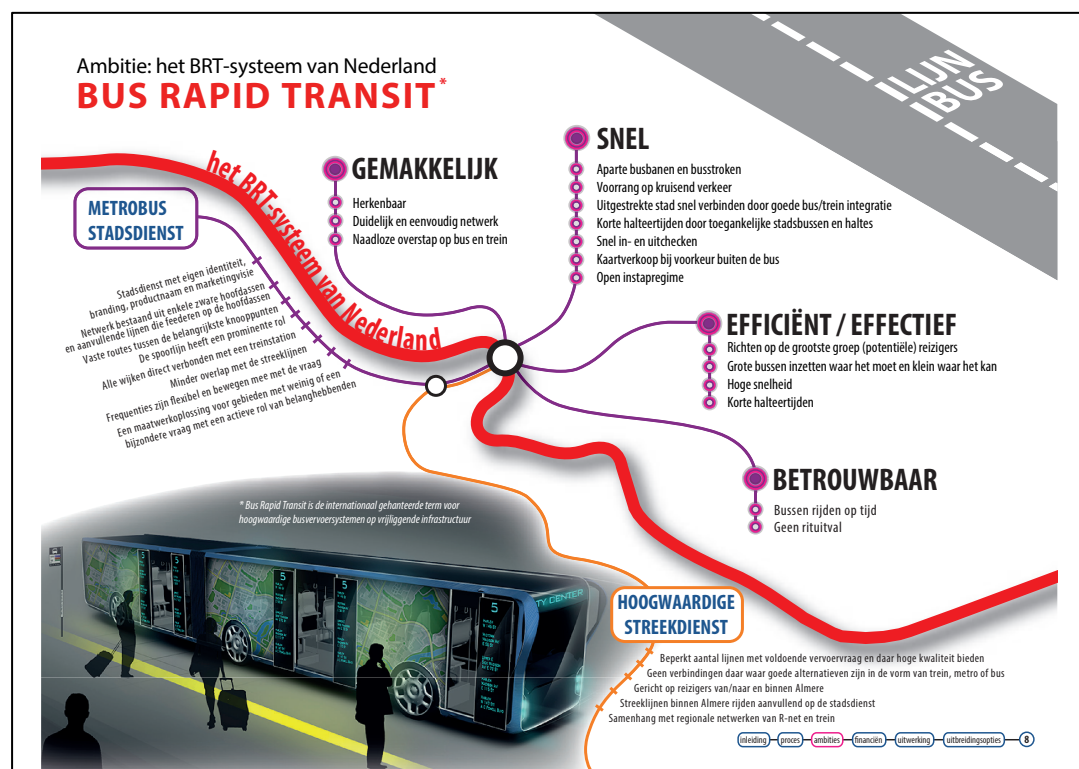 Ambitie: het BRT-systeem van Nederland
BUS RAPID TRANSIT*
LIJN
BUS
het BRT-systeem van Nederland
GEMAKKELIJK
Herkenbaar
Duidelijk en eenvoudig netwerk
Naadloze overstap op bus en trein
SNEL
Aparte busbanen en busstroken
Voorrang op kruisend verkeer
Uitgestrekte stad snel verbinden door goede bus/trein integratie
Korte halteertijden door toegankelijke stadsbussen en haltes
Snel in- en uitchecken
Kaartverkoop bij voorkeur buiten de bus
Open instapregime
METROBUS
STADSDIENST
Stadsdienst met eigen identiteit,
branding, productnaam en marketingvisie
Netwerk bestaand uit enkele zware hoofdassen
en aanvullende lijnen die feederen op de hoofdassen
Vaste routes tussen de belangrijkste knooppunten
De spoorlijn heeft een prominente rol
Alle wijken direct verbonden met een treinstation
Minder overlap met de streeklijnen
Frequenties zijn flexibel en bewegen mee met de vraag
Een maatwerkoplossing voor gebieden met weinig of een
bijzondere vraag met een actieve rol van belanghebbenden
EFFICIËNT / EFFECTIEF
Richten op de grootste groep (potentiële) reizigers
Grote bussen inzetten waar het moet en klein waar het kan
Hoge snelheid
Korte halteertijden
BETROUWBAAR
Bussen rijden op tijd
Geen rituitval
* Bus Rapid Transit is de internationaal gehanteerde term voor
hoogwaardige busvervoersystemen op vrijliggende infrastructuur
5
5
5
TY CENTER
HOOGWAARDIGE
STREEKDIENST
Beperkt aantal lijnen met voldoende vervoervraag en daar hoge kwaliteit bieden
Geen verbindingen daar waar goede alternatieven zijn in de vorm van trein, metro of bus
Gericht op reizigers van/naar en binnen Almere
Streeklijnen binnen Almere rijden aanvullend op de stadsdienst
Samenhang met regionale netwerken van R-net en trein
inleiding proces ambities financiën uitwerking uitbreidingsopties 8